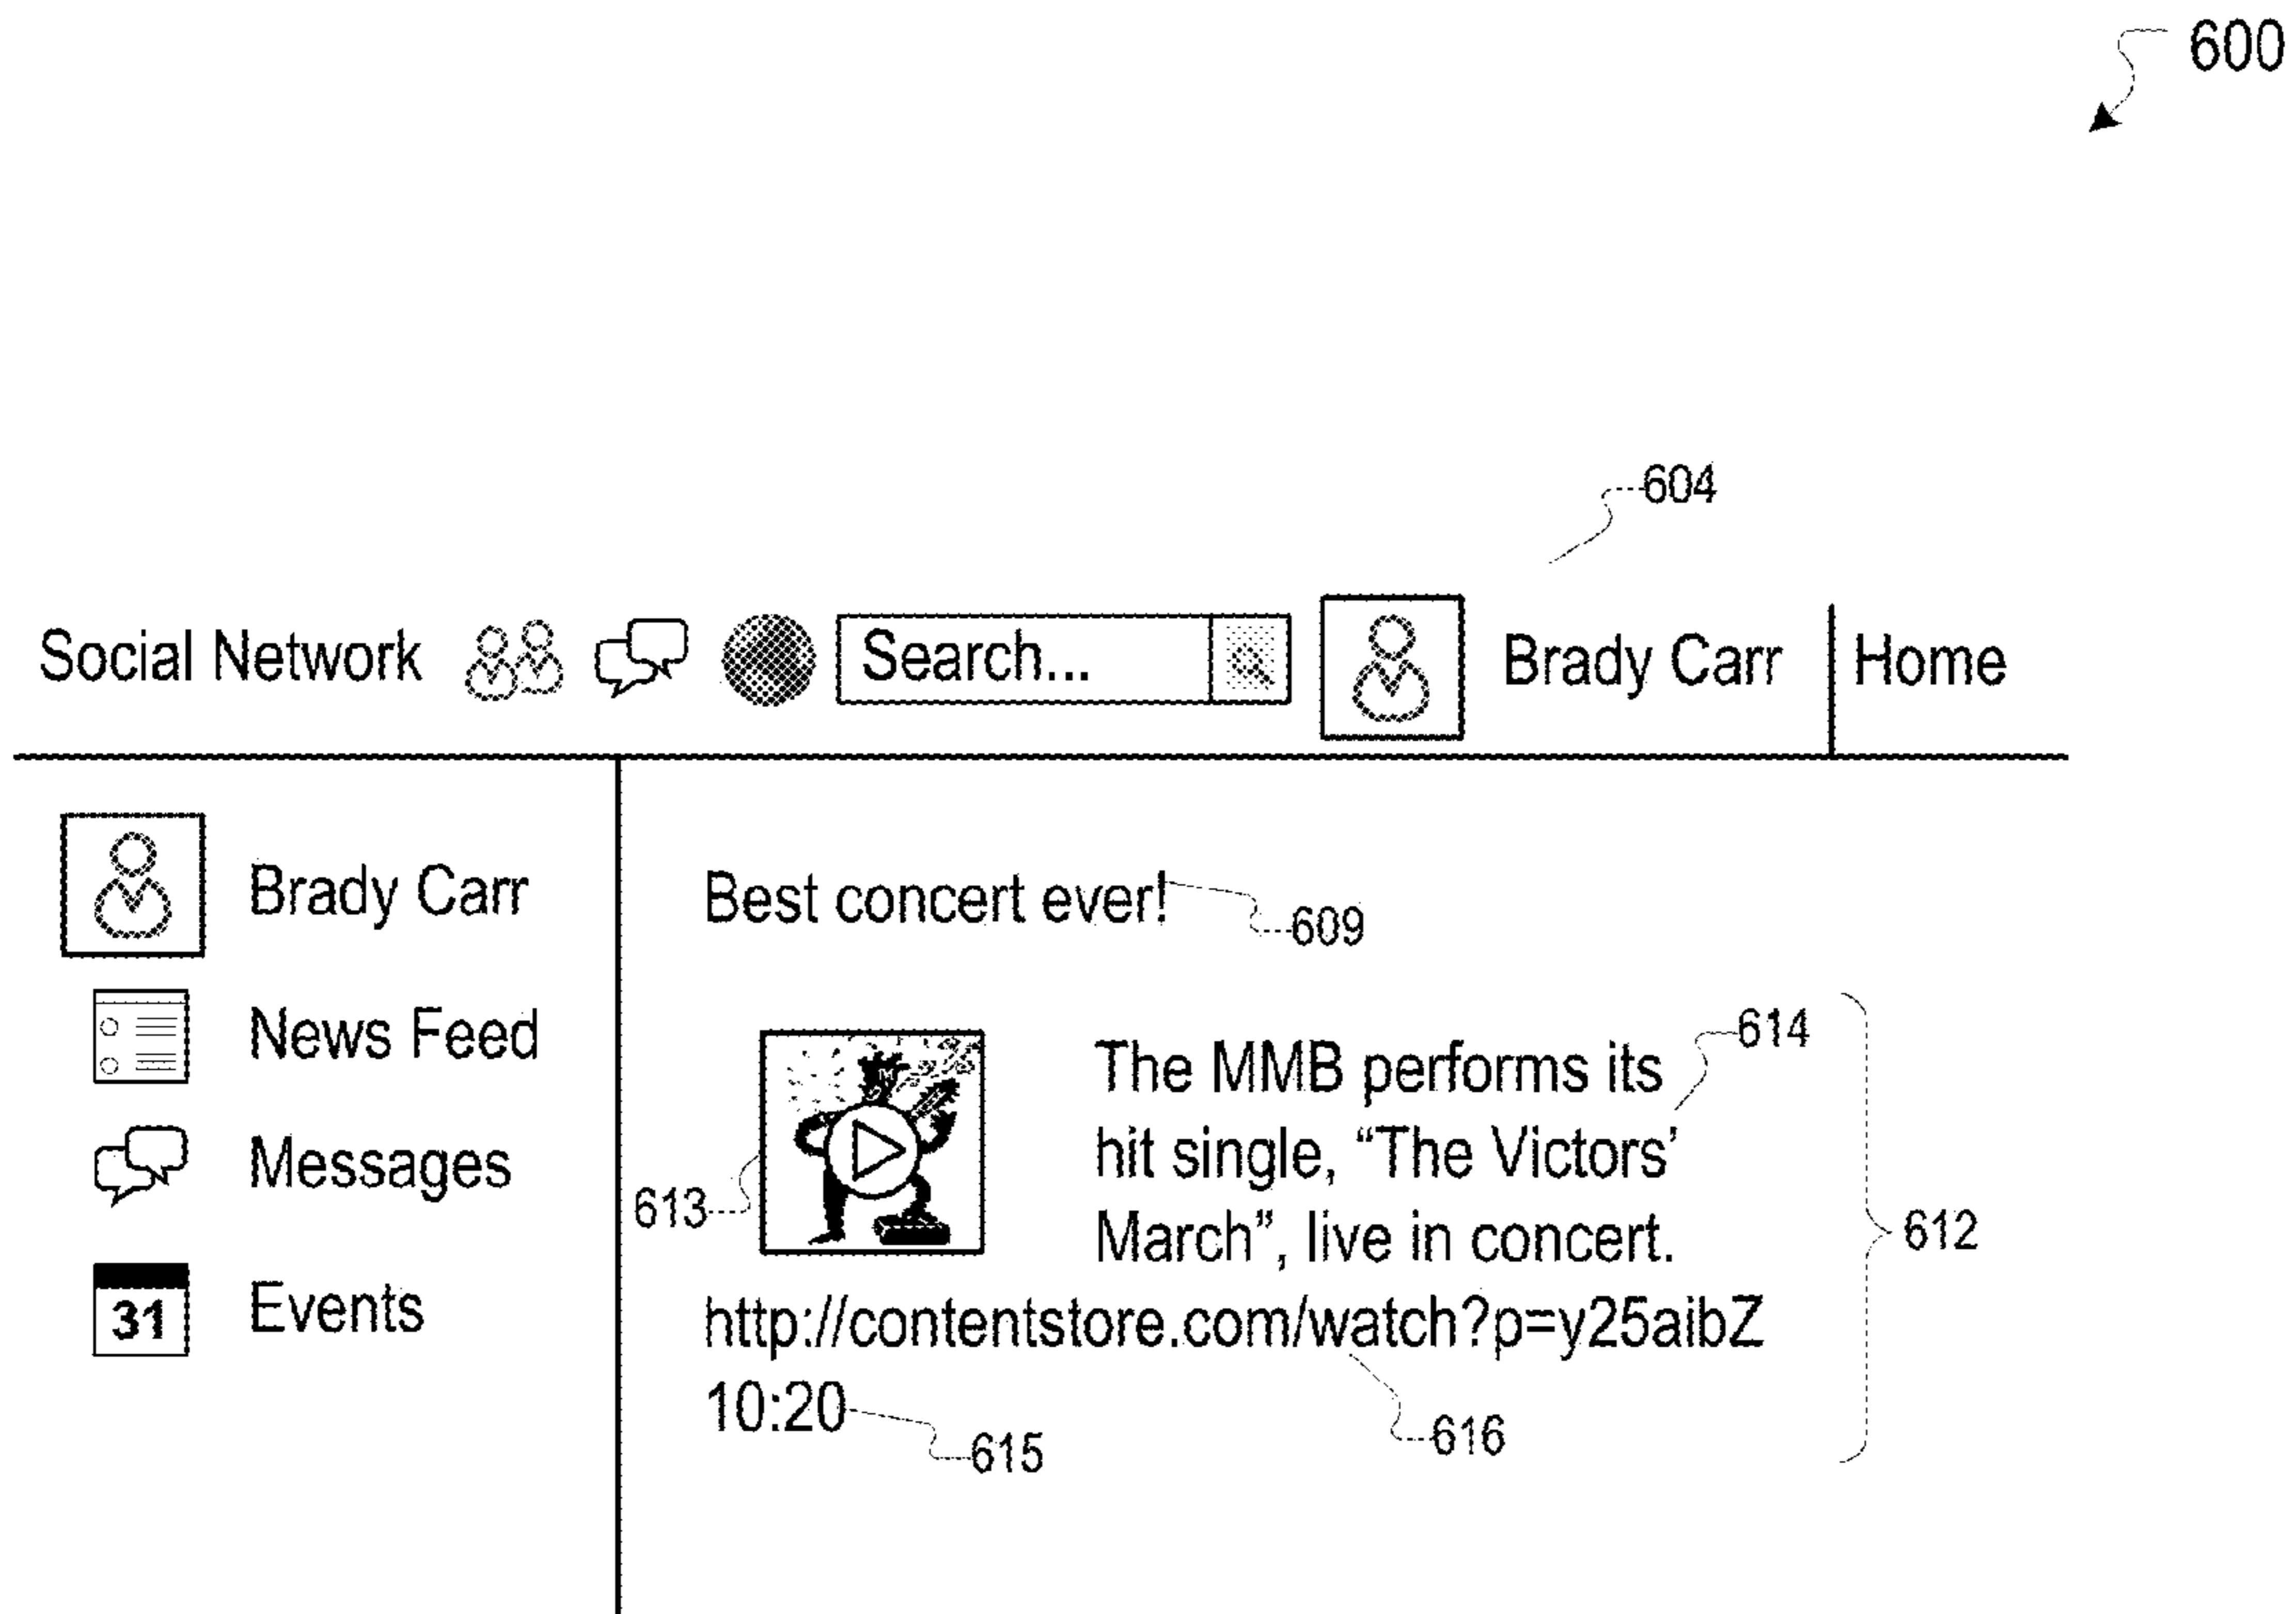 600
604
Social Network Search... Brady Carr Home
Brady Carr
News Feed
Messages
31 Events
Best concert ever! 609
The MMB performs its 614
hit single, “The Victors’
March”, live in concert.
613
612
http://contentstore.com/watch?p=y25aibZ
10:20 615 616